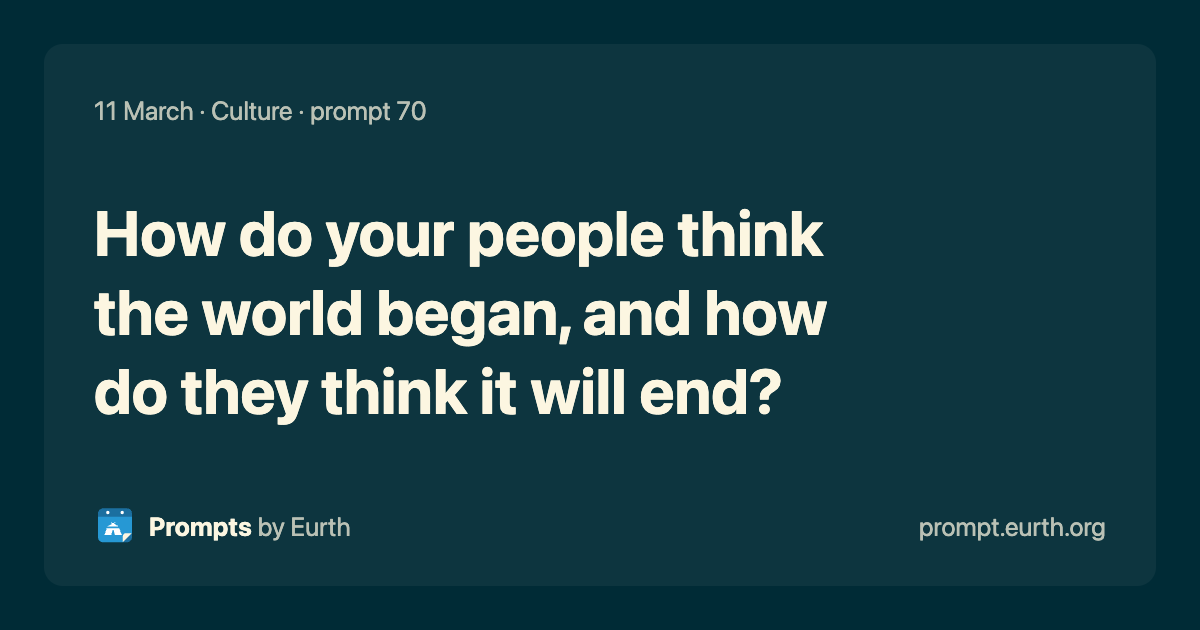 11 March · Culture · prompt 70
How do your people think
the world began, and how
do they think it will end?
Prompts by Eurth
prompt.eurth.org